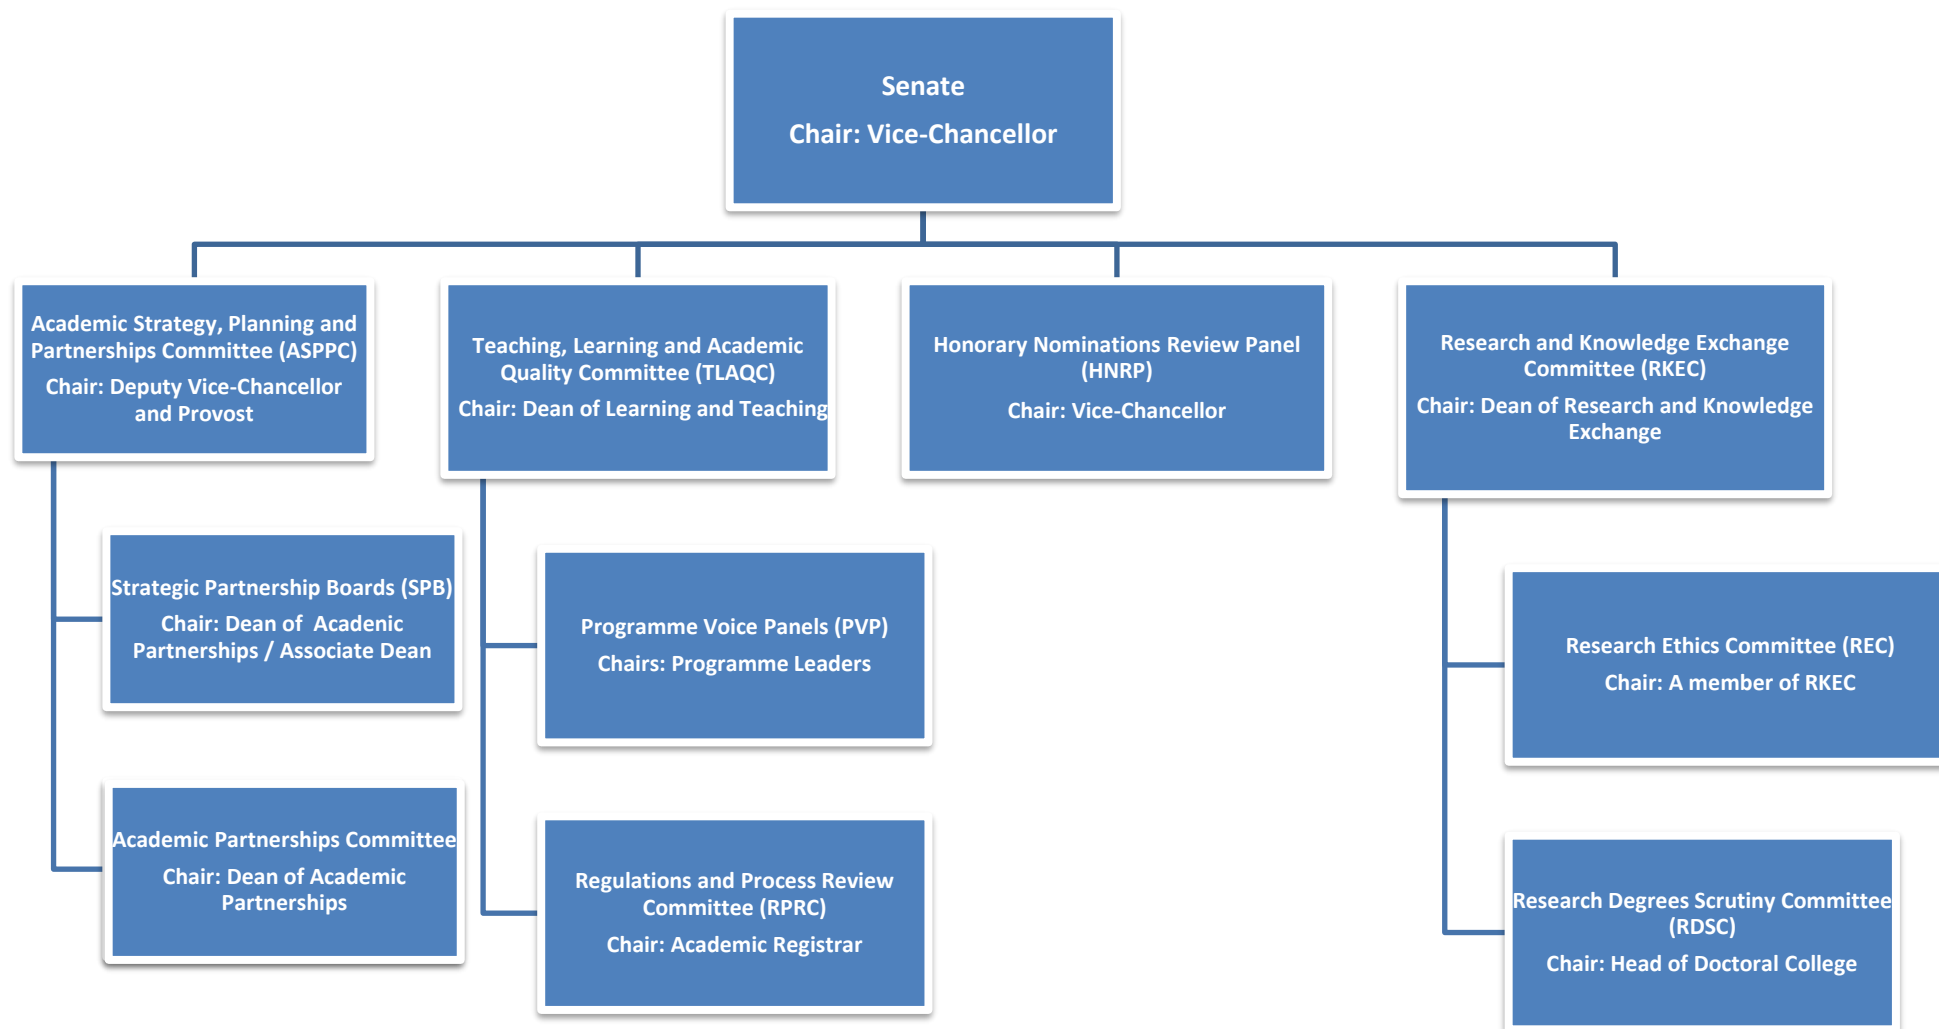 Senate
Chair: Vice-Chancellor
Academic Strategy, Planning and
Partnerships Committee (ASPPC)
Chair: Deputy Vice-Chancellor
and Provost
Teaching, Learning and Academic
Quality Committee (TLAQC)
Chair: Dean of Learning and Teaching
Honorary Nominations Review Panel
(HNRP)
Chair: Vice-Chancellor
Research and Knowledge Exchange
Committee (RKEC)
Chair: Dean of Research and Knowledge
Exchange
Strategic Partnership Boards (SPB)
Chair: Dean of  Acadenic
Partnerships / Associate Dean
Programme Voice Panels (PVP)
Chairs: Programme Leaders
Research Ethics Committee (REC)
Chair: A member of RKEC
Academic Partnerships Committee
Chair: Dean of Academic
Partnerships
Regulations and Process Review
Committee (RPRC)
Chair: Academic Registrar
Research Degrees Scrutiny Committee
(RDSC)
Chair: Head of Doctoral College